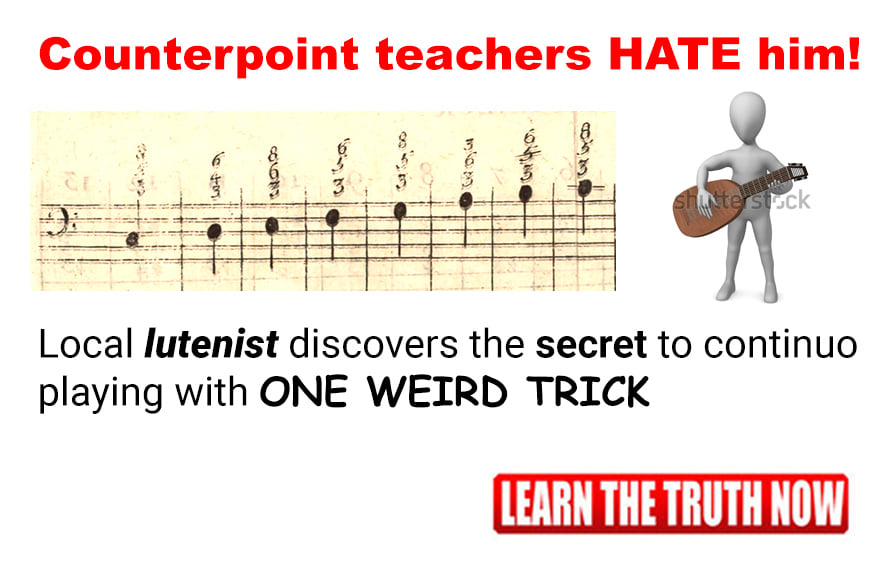 Counterpoint teachers HATE him!
shutterstock
Local lutenist discovers the secret to continuo
playing with ONE WEIRD TRICK
LEARN THE TRUTH NOW